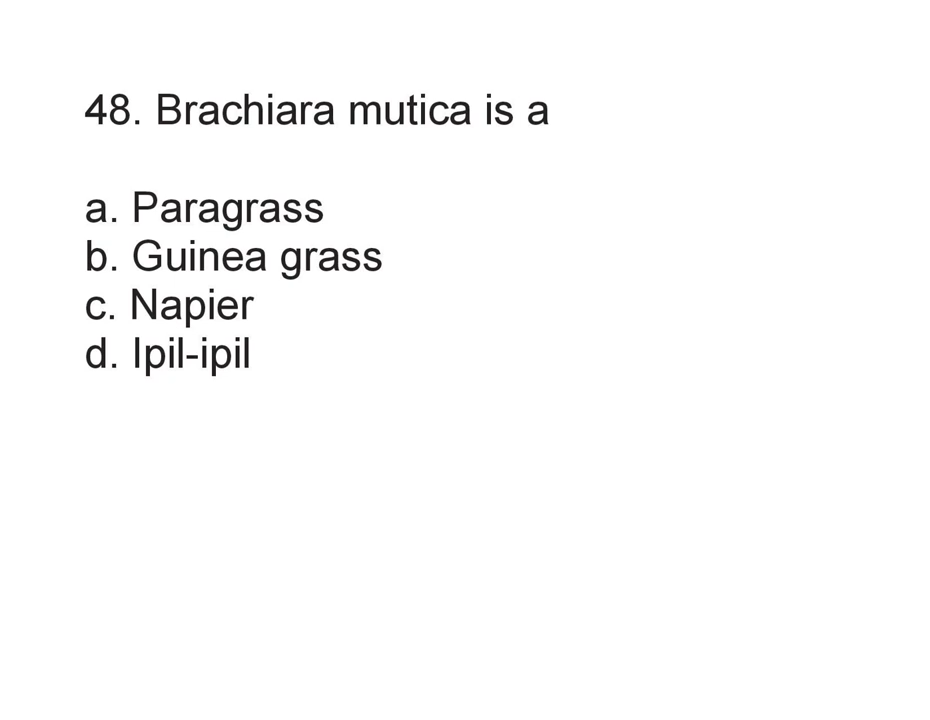 48. Brachiara mutica is a
a. Paragrass
b. Guinea grass
c. Napier
d. Ipil-ipil